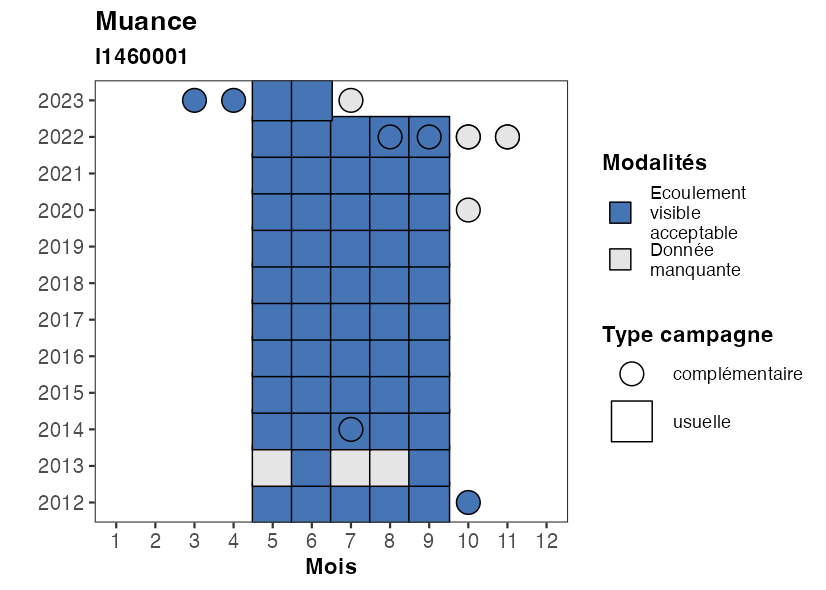 Muance
I1460001
2023
2022
2021
2020
2019
2018
2017
2016
2015
2014
2013
2012
1 2 3 4 5 6 7 8 9 10 11 12
Mois
Modalités
Ecoulement
visible
acceptable
Donnée
manquante
Type campagne
complémentaire
usuelle